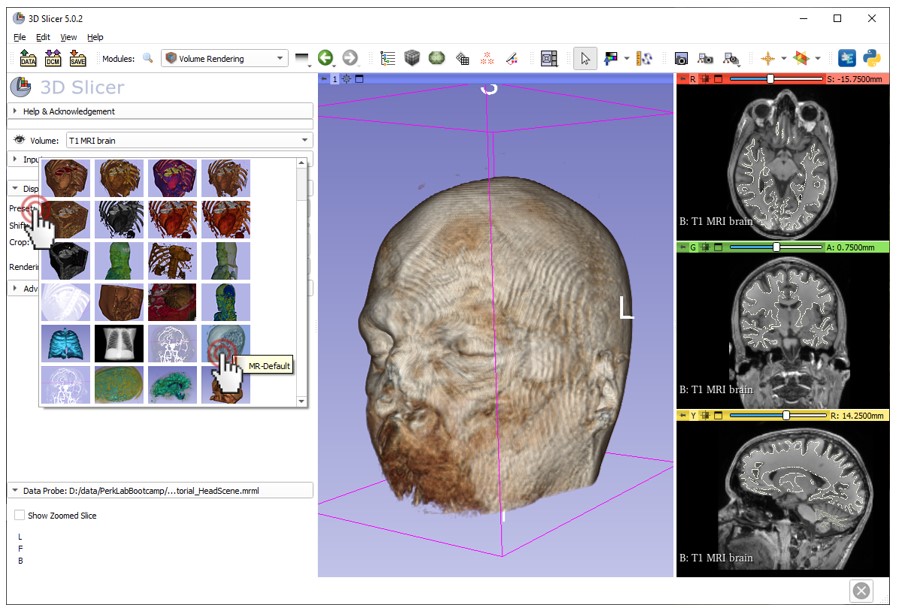 3D Slicer 5.0.2
File Edit View Help
DATA DCM SAVE Modules: Volume Rendering
3D Slicer
Help & Acknowledgement
Volume: T1 MRI brain
Inpu
Disp
Preset:
Shift
Crop:
Renderin
Adv
MR-Default
Data Probe: D:/data/PerkLabBootcamp/...torial_HeadScene.mrml
Show Zoomed Slice
L
F
B
1
S
L
I
R S: -15.7500mm
B: T1 MRI brain
G A: 0.7500mm
B: T1 MRI brain
Y R: 14.2500mm
B: T1 MRI brain